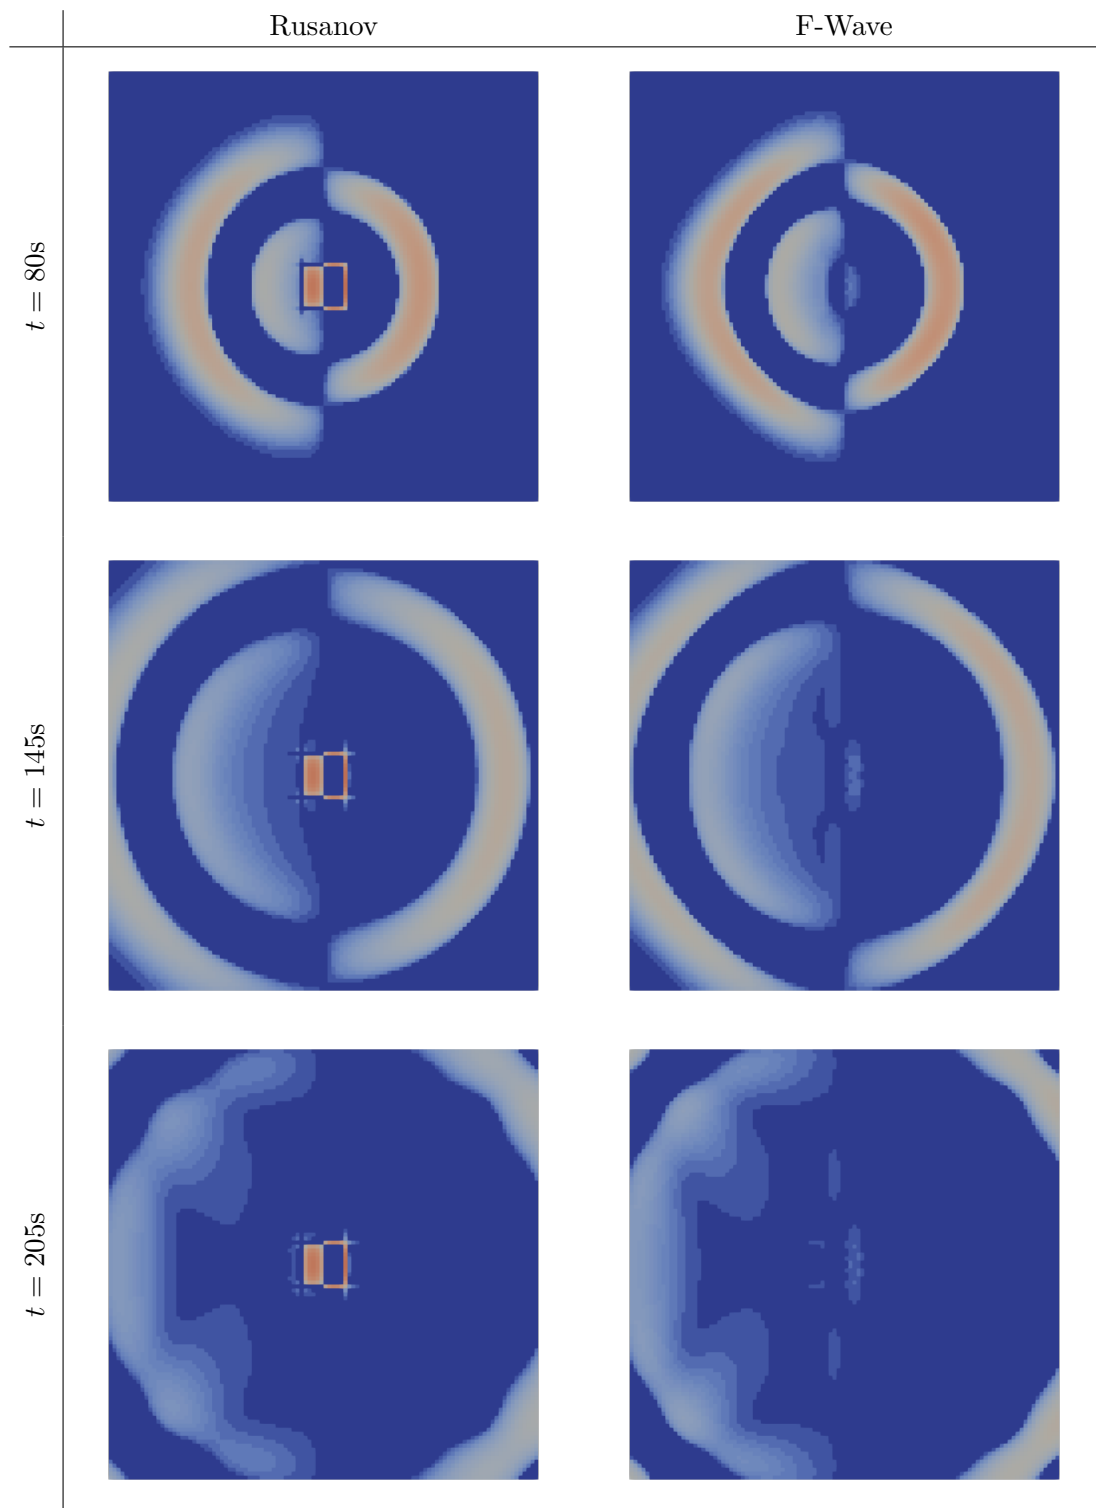 Rusanov F-Wave
t = 80s
t = 145s
t = 205s